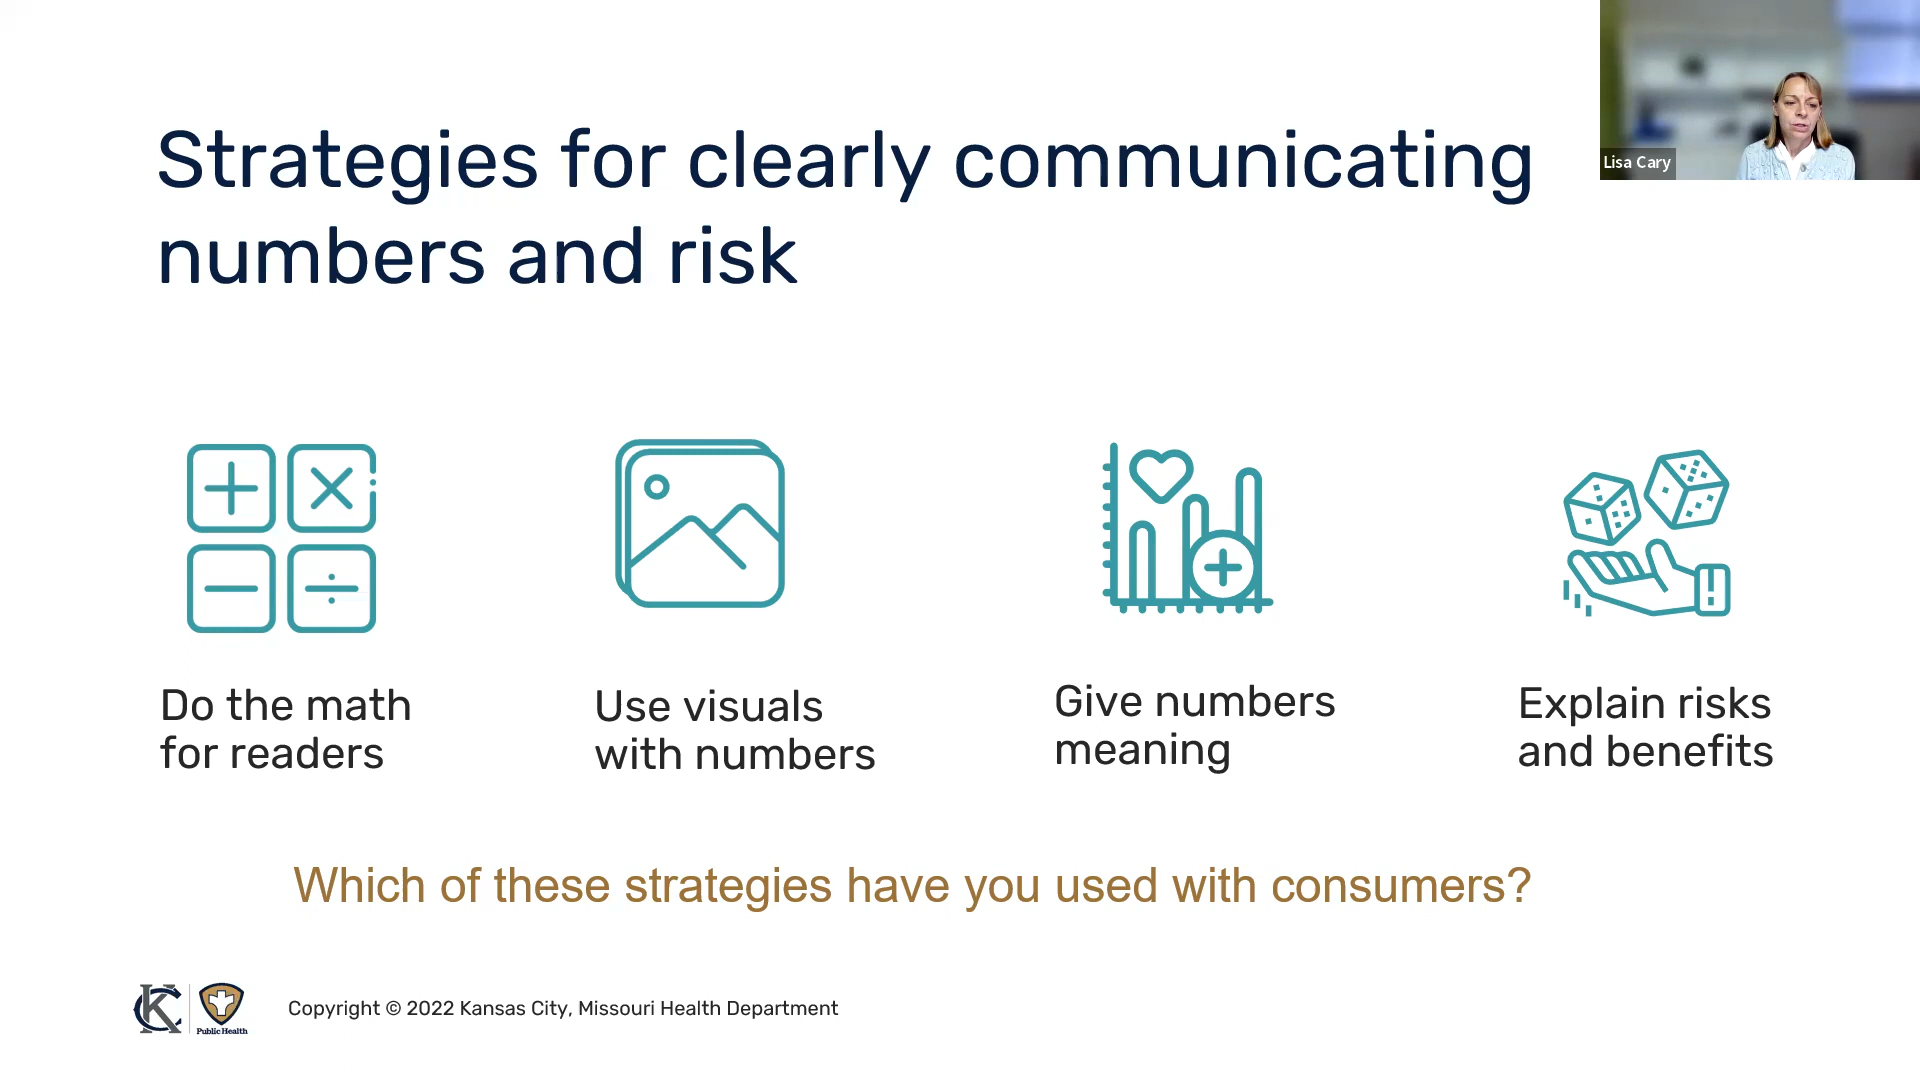 Strategies for clearly communicating
numbers and risk
Lisa Cary
Do the math
for readers
Use visuals
with numbers
Give numbers
meaning
Explain risks
and benefits
Which of these strategies have you used with consumers?
KC
Public Health
Copyright © 2022 Kansas City, Missouri Health Department